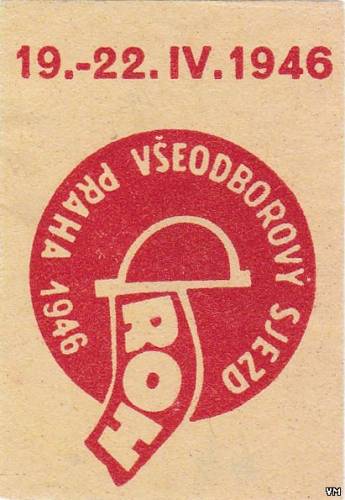 19.-22.IV.1946
PRAHA 1946
VŠEODBOROVÝ SJEZD
ROH
VM